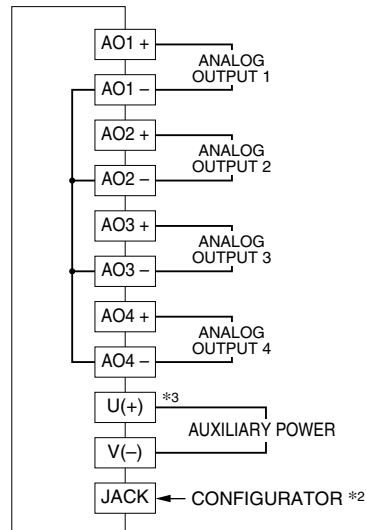 AO1 +
ANALOG
OUTPUT 1
AO1 –
AO2 +
ANALOG
OUTPUT 2
AO2 –
AO3 +
ANALOG
OUTPUT 3
AO3 –
AO4 +
ANALOG
OUTPUT 4
AO4 –
U(+) *3
AUXILIARY POWER
V(–)
JACK CONFIGURATOR *2